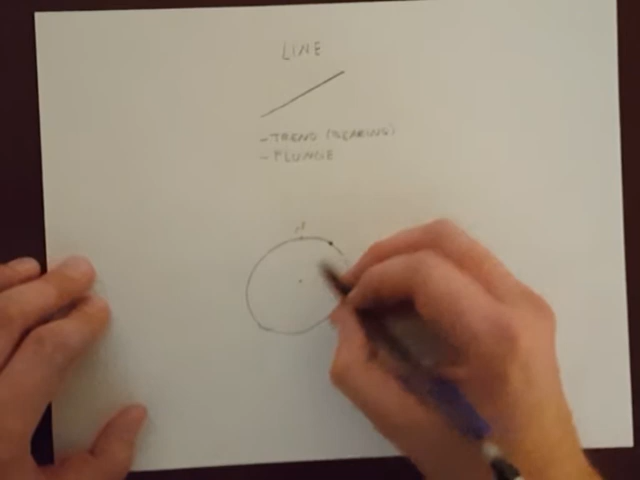 LINE
- TREND (BEARING)
- PLUNGE
N